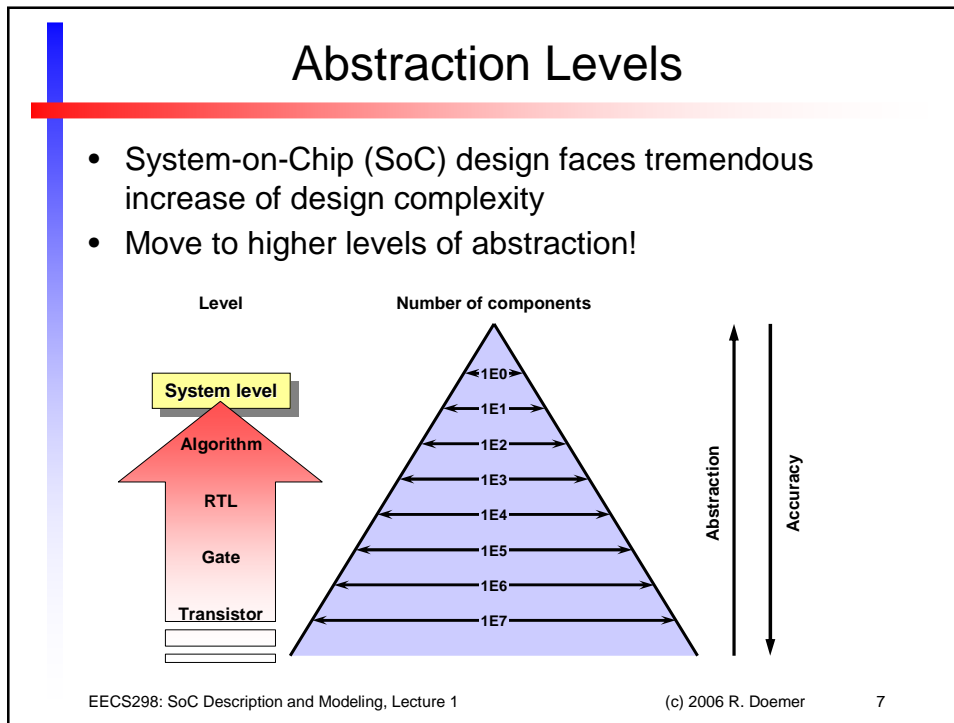 Abstraction Levels
• System-on-Chip (SoC) design faces tremendous
increase of design complexity
• Move to higher levels of abstraction!
Level
Number of components
System level
Algorithm
RTL
Gate
Transistor
1E0
1E1
1E2
1E3
1E4
1E5
1E6
1E7
Abstraction
Accuracy
EECS298: SoC Description and Modeling, Lecture 1
(c) 2006 R. Doemer
7